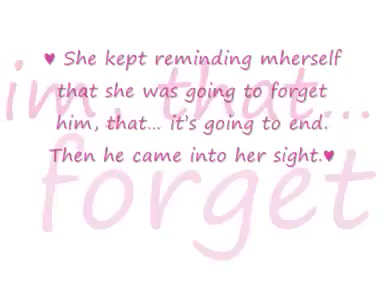 ♥ She kept reminding mherself
that she was going to forget
him, that... it's going to end.
Then he came into her sight.♥
im, that...
forget